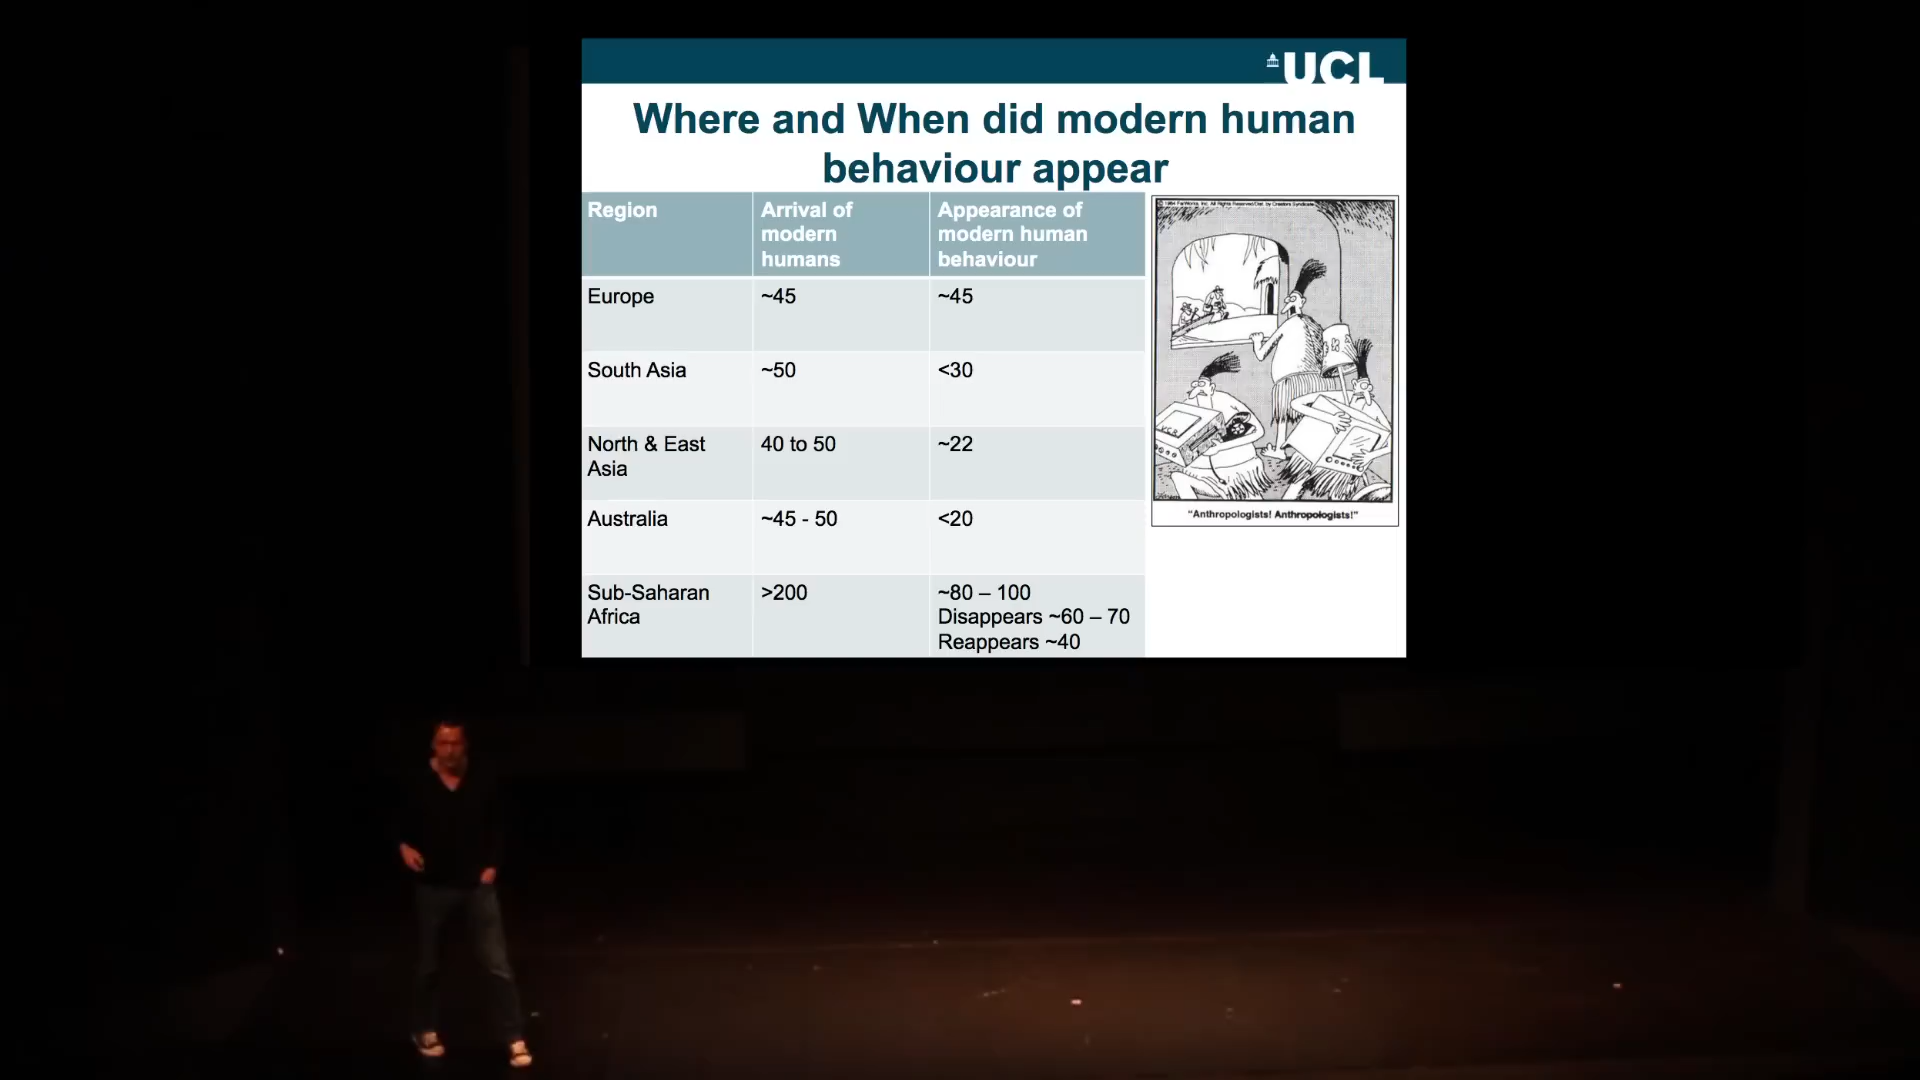 UCL
Where and When did modern human
behaviour appear
Region
Arrival of
modern
humans
Appearance of
modern human
behaviour
Europe
~45
~45
South Asia
~50
<30
North & East
Asia
40 to 50
~22
Australia
~45 - 50
<20
Sub-Saharan
Africa
>200
~80 – 100
Disappears ~60 – 70
Reappears ~40
VCR
"Anthropologists! Anthropologists!"